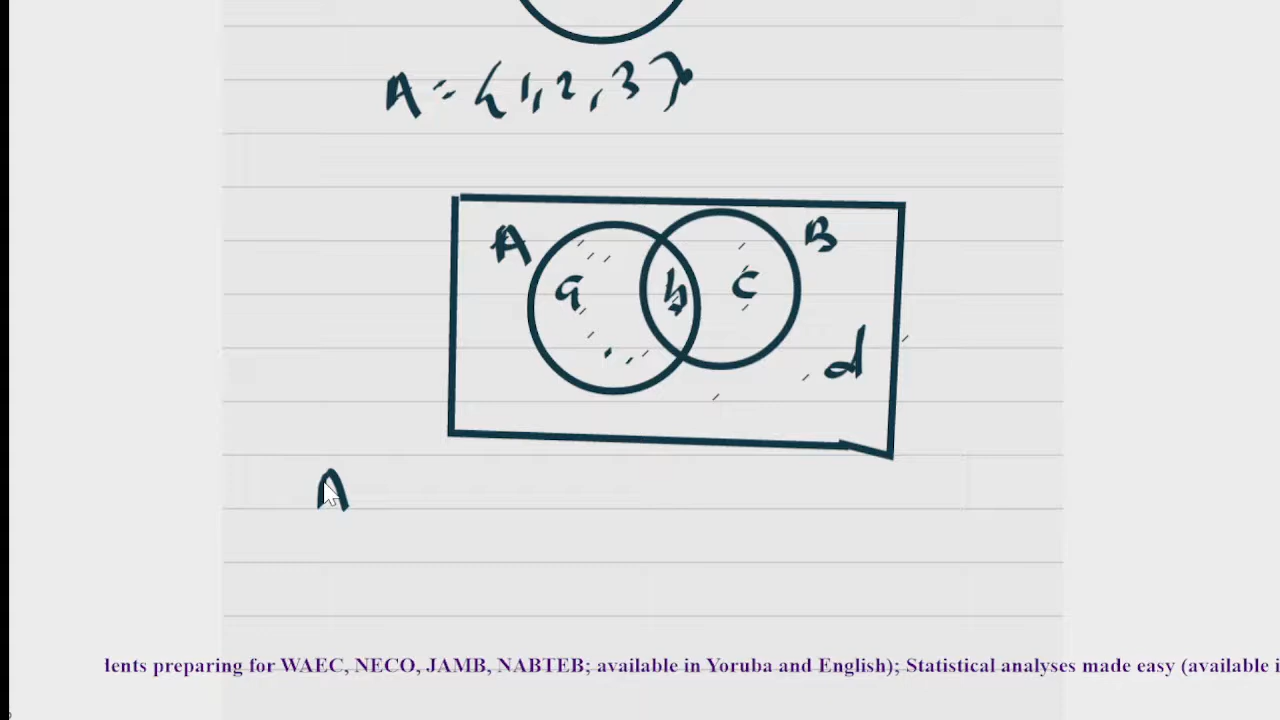 A = {1, 2, 3}
A B
a b c
d
A
lents preparing for WAEC, NECO, JAMB, NABTEB; available in Yoruba and English); Statistical analyses made easy (available i